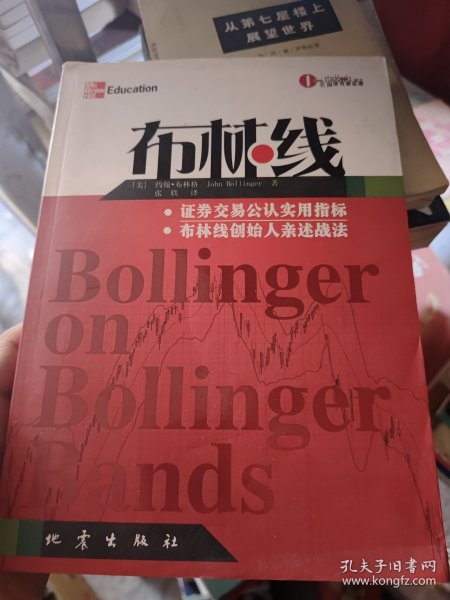 从第七层楼上
展望世界
Mc
Graw
Hill Education
布林线
[美] 约翰·布林格 John Bollinger 著
张轶 译
• 证券交易公认实用指标
• 布林线创始人亲述战法
Bollinger
on
Bollinger
Bands
地震出版社
孔夫子旧书网
www.kongfz.com